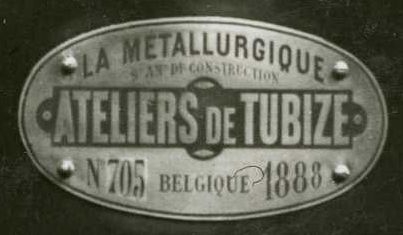 LA METALLURGIQUE
Sté Ame DE CONSTRUCTION
ATELIERS DE TUBIZE
No 705 BELGIQUE 1888